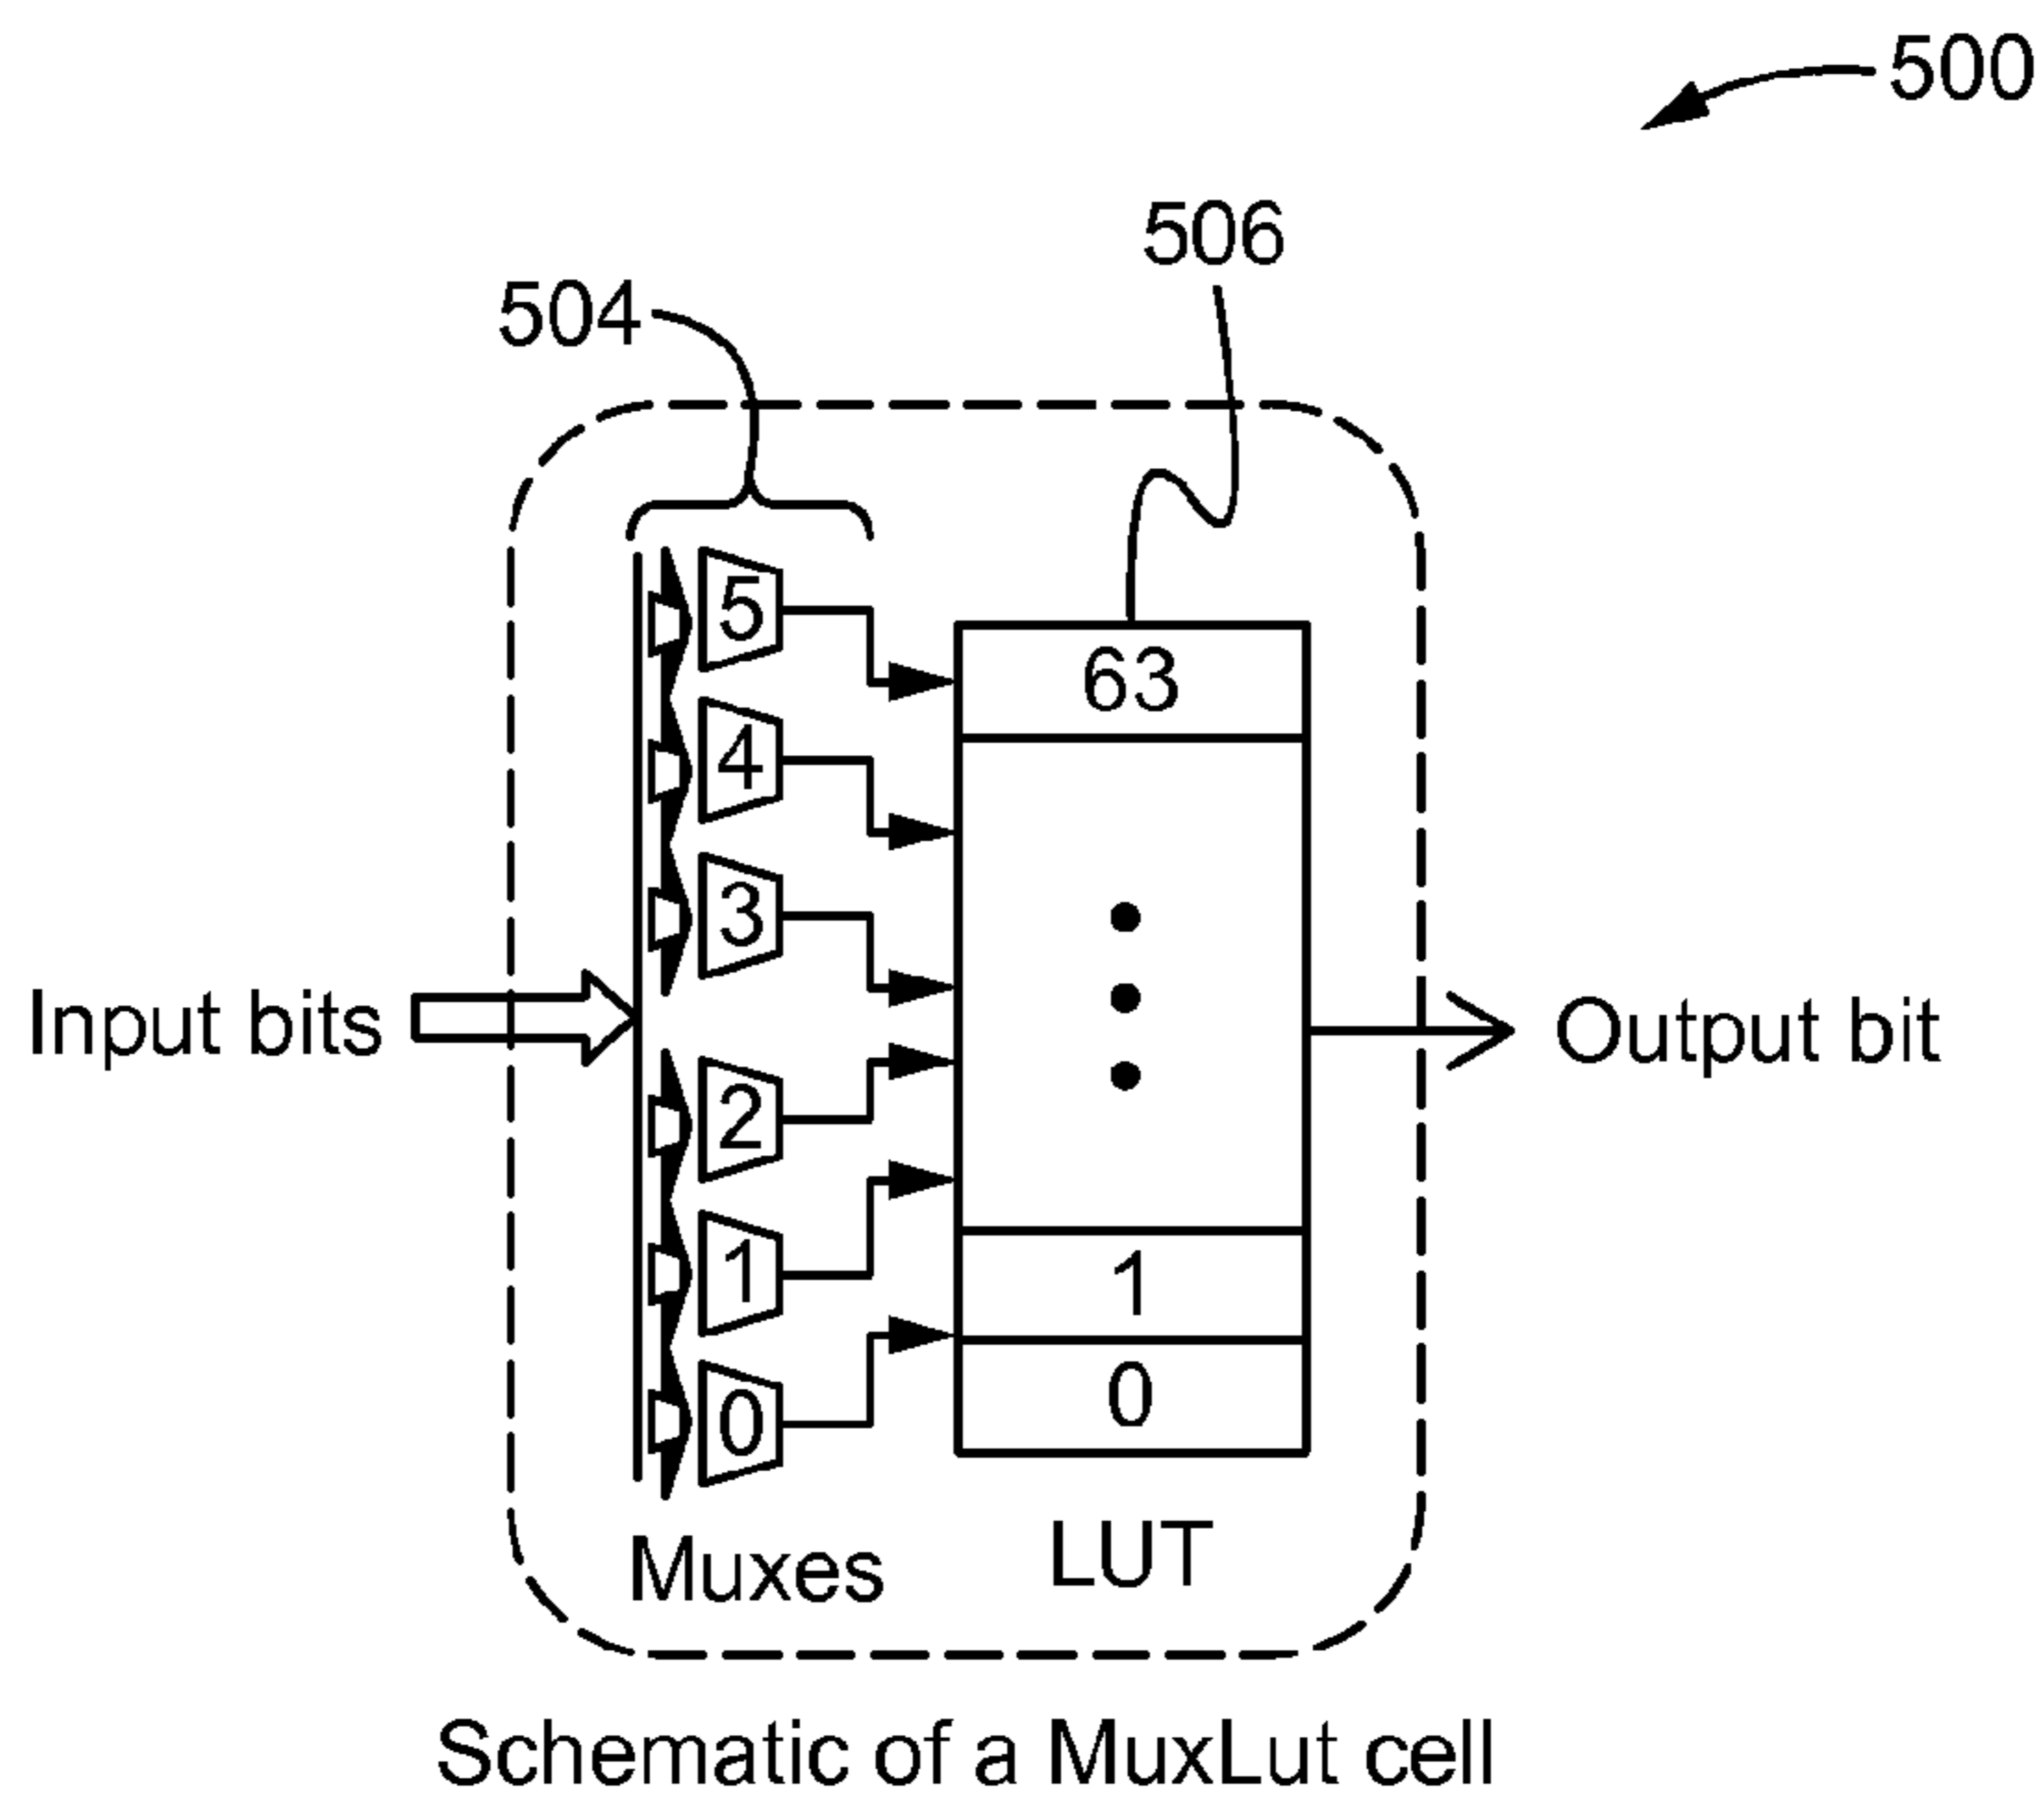 500
506
504
5
63
4
3
Input bits
Output bit
2
1
1
0
0
Muxes
LUT
Schematic of a MuxLut cell